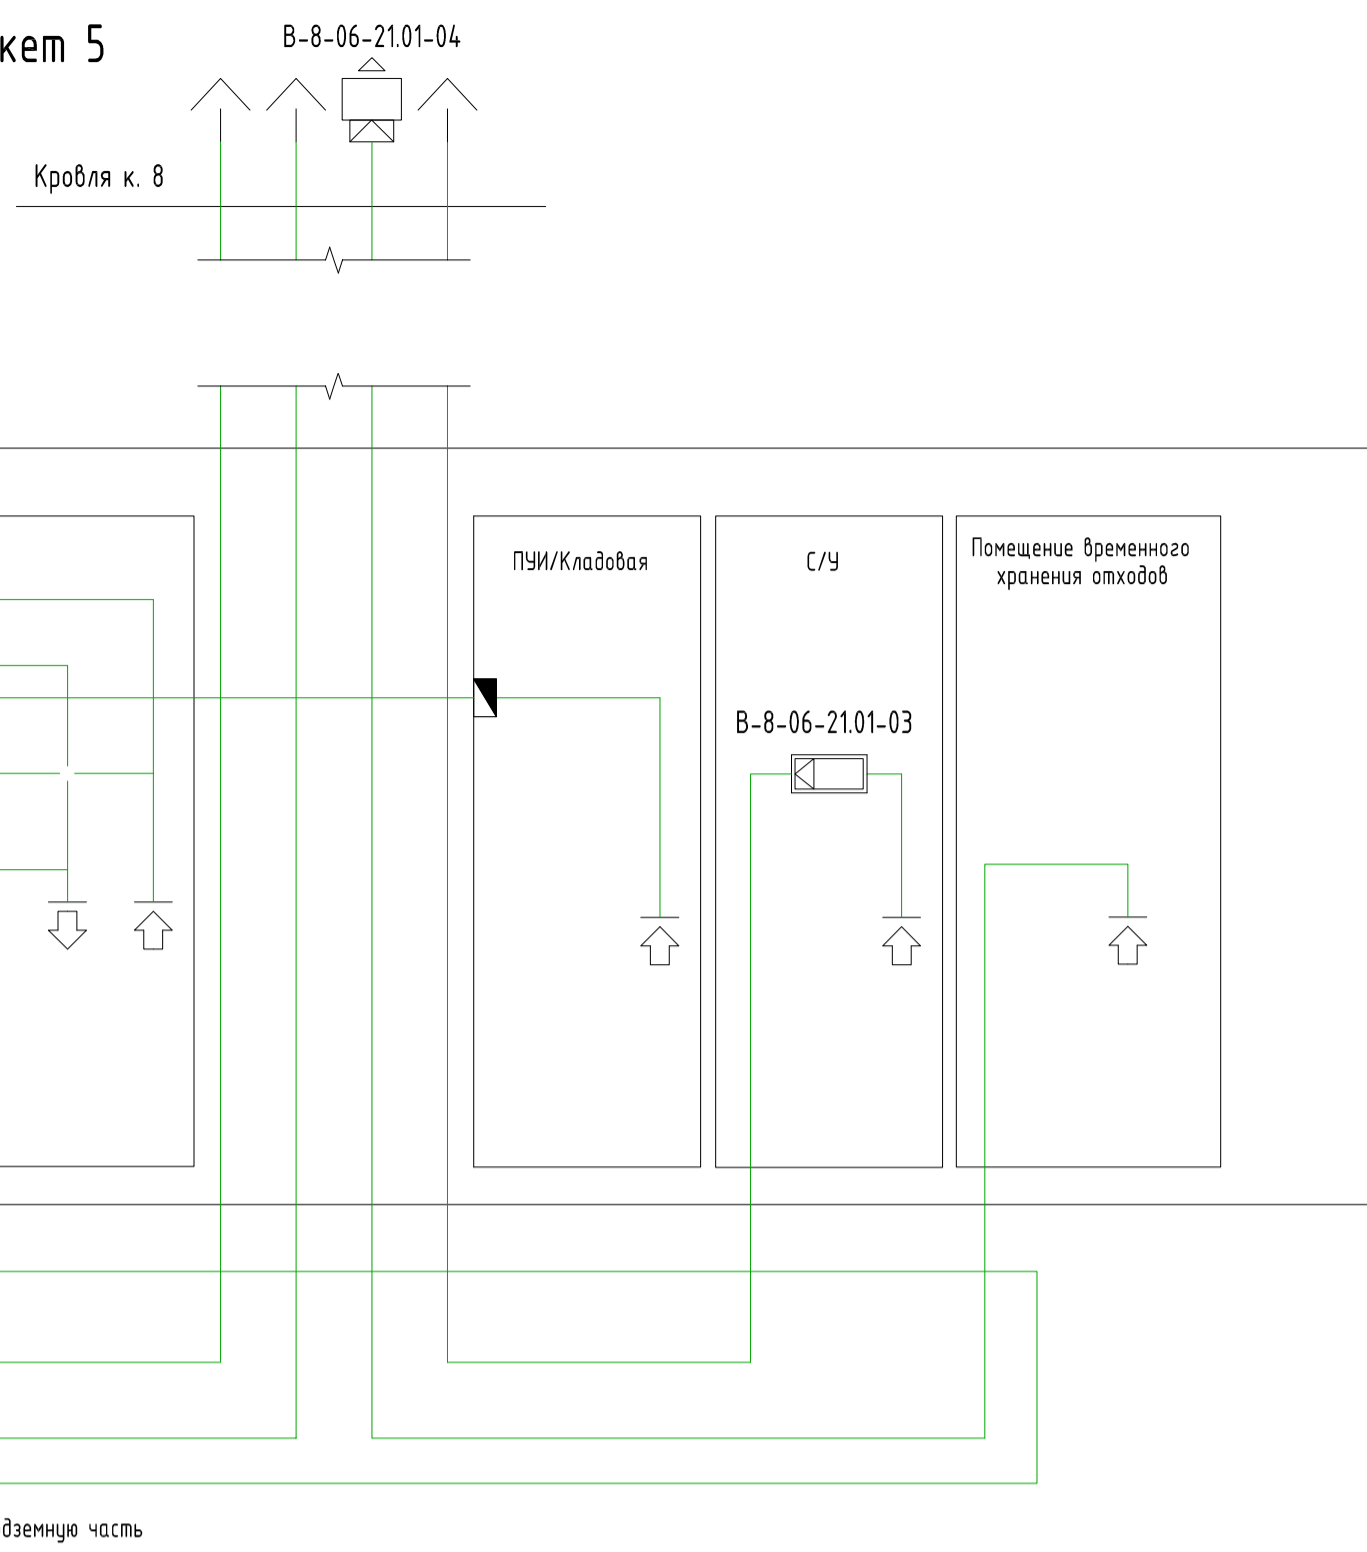 кет 5
В-8-06-21.01-04
Кровля к. 8
ПУИ/Кладовая
С/У
Помещение временного
хранения отходов
В-8-06-21.01-03
дземную часть